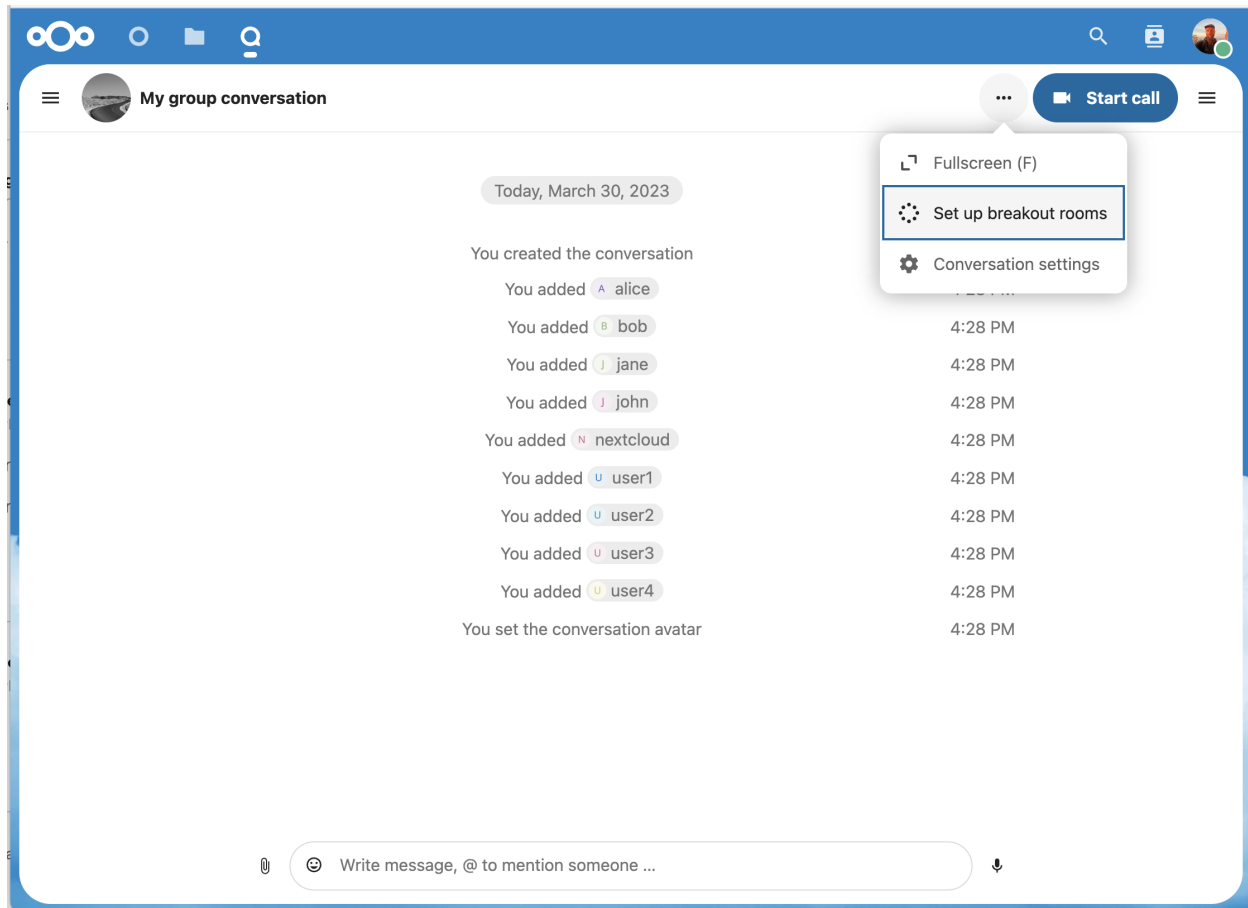 My group conversation
Start call
Fullscreen (F)
Today, March 30, 2023
Set up breakout rooms
You created the conversation
Conversation settings
You added A alice
You added B bob 4:28 PM
You added J jane 4:28 PM
You added J john 4:28 PM
You added N nextcloud 4:28 PM
You added U user1 4:28 PM
You added U user2 4:28 PM
You added U user3 4:28 PM
You added U user4 4:28 PM
You set the conversation avatar 4:28 PM
Write message, @ to mention someone ...